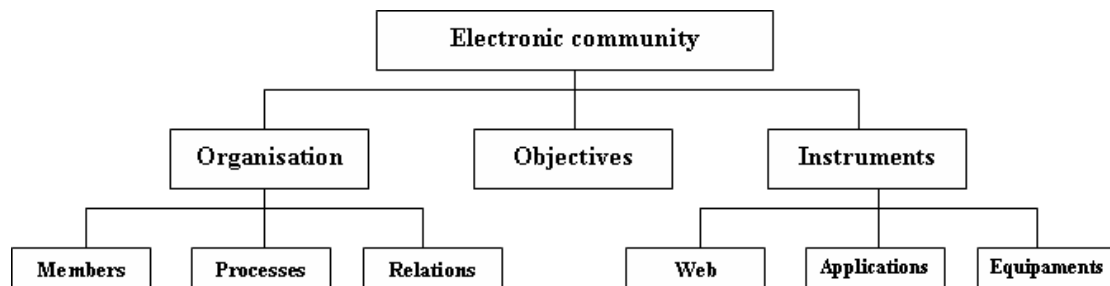 Electronic community
Organisation
Objectives
Instruments
Members
Processes
Relations
Web
Applications
Equipaments